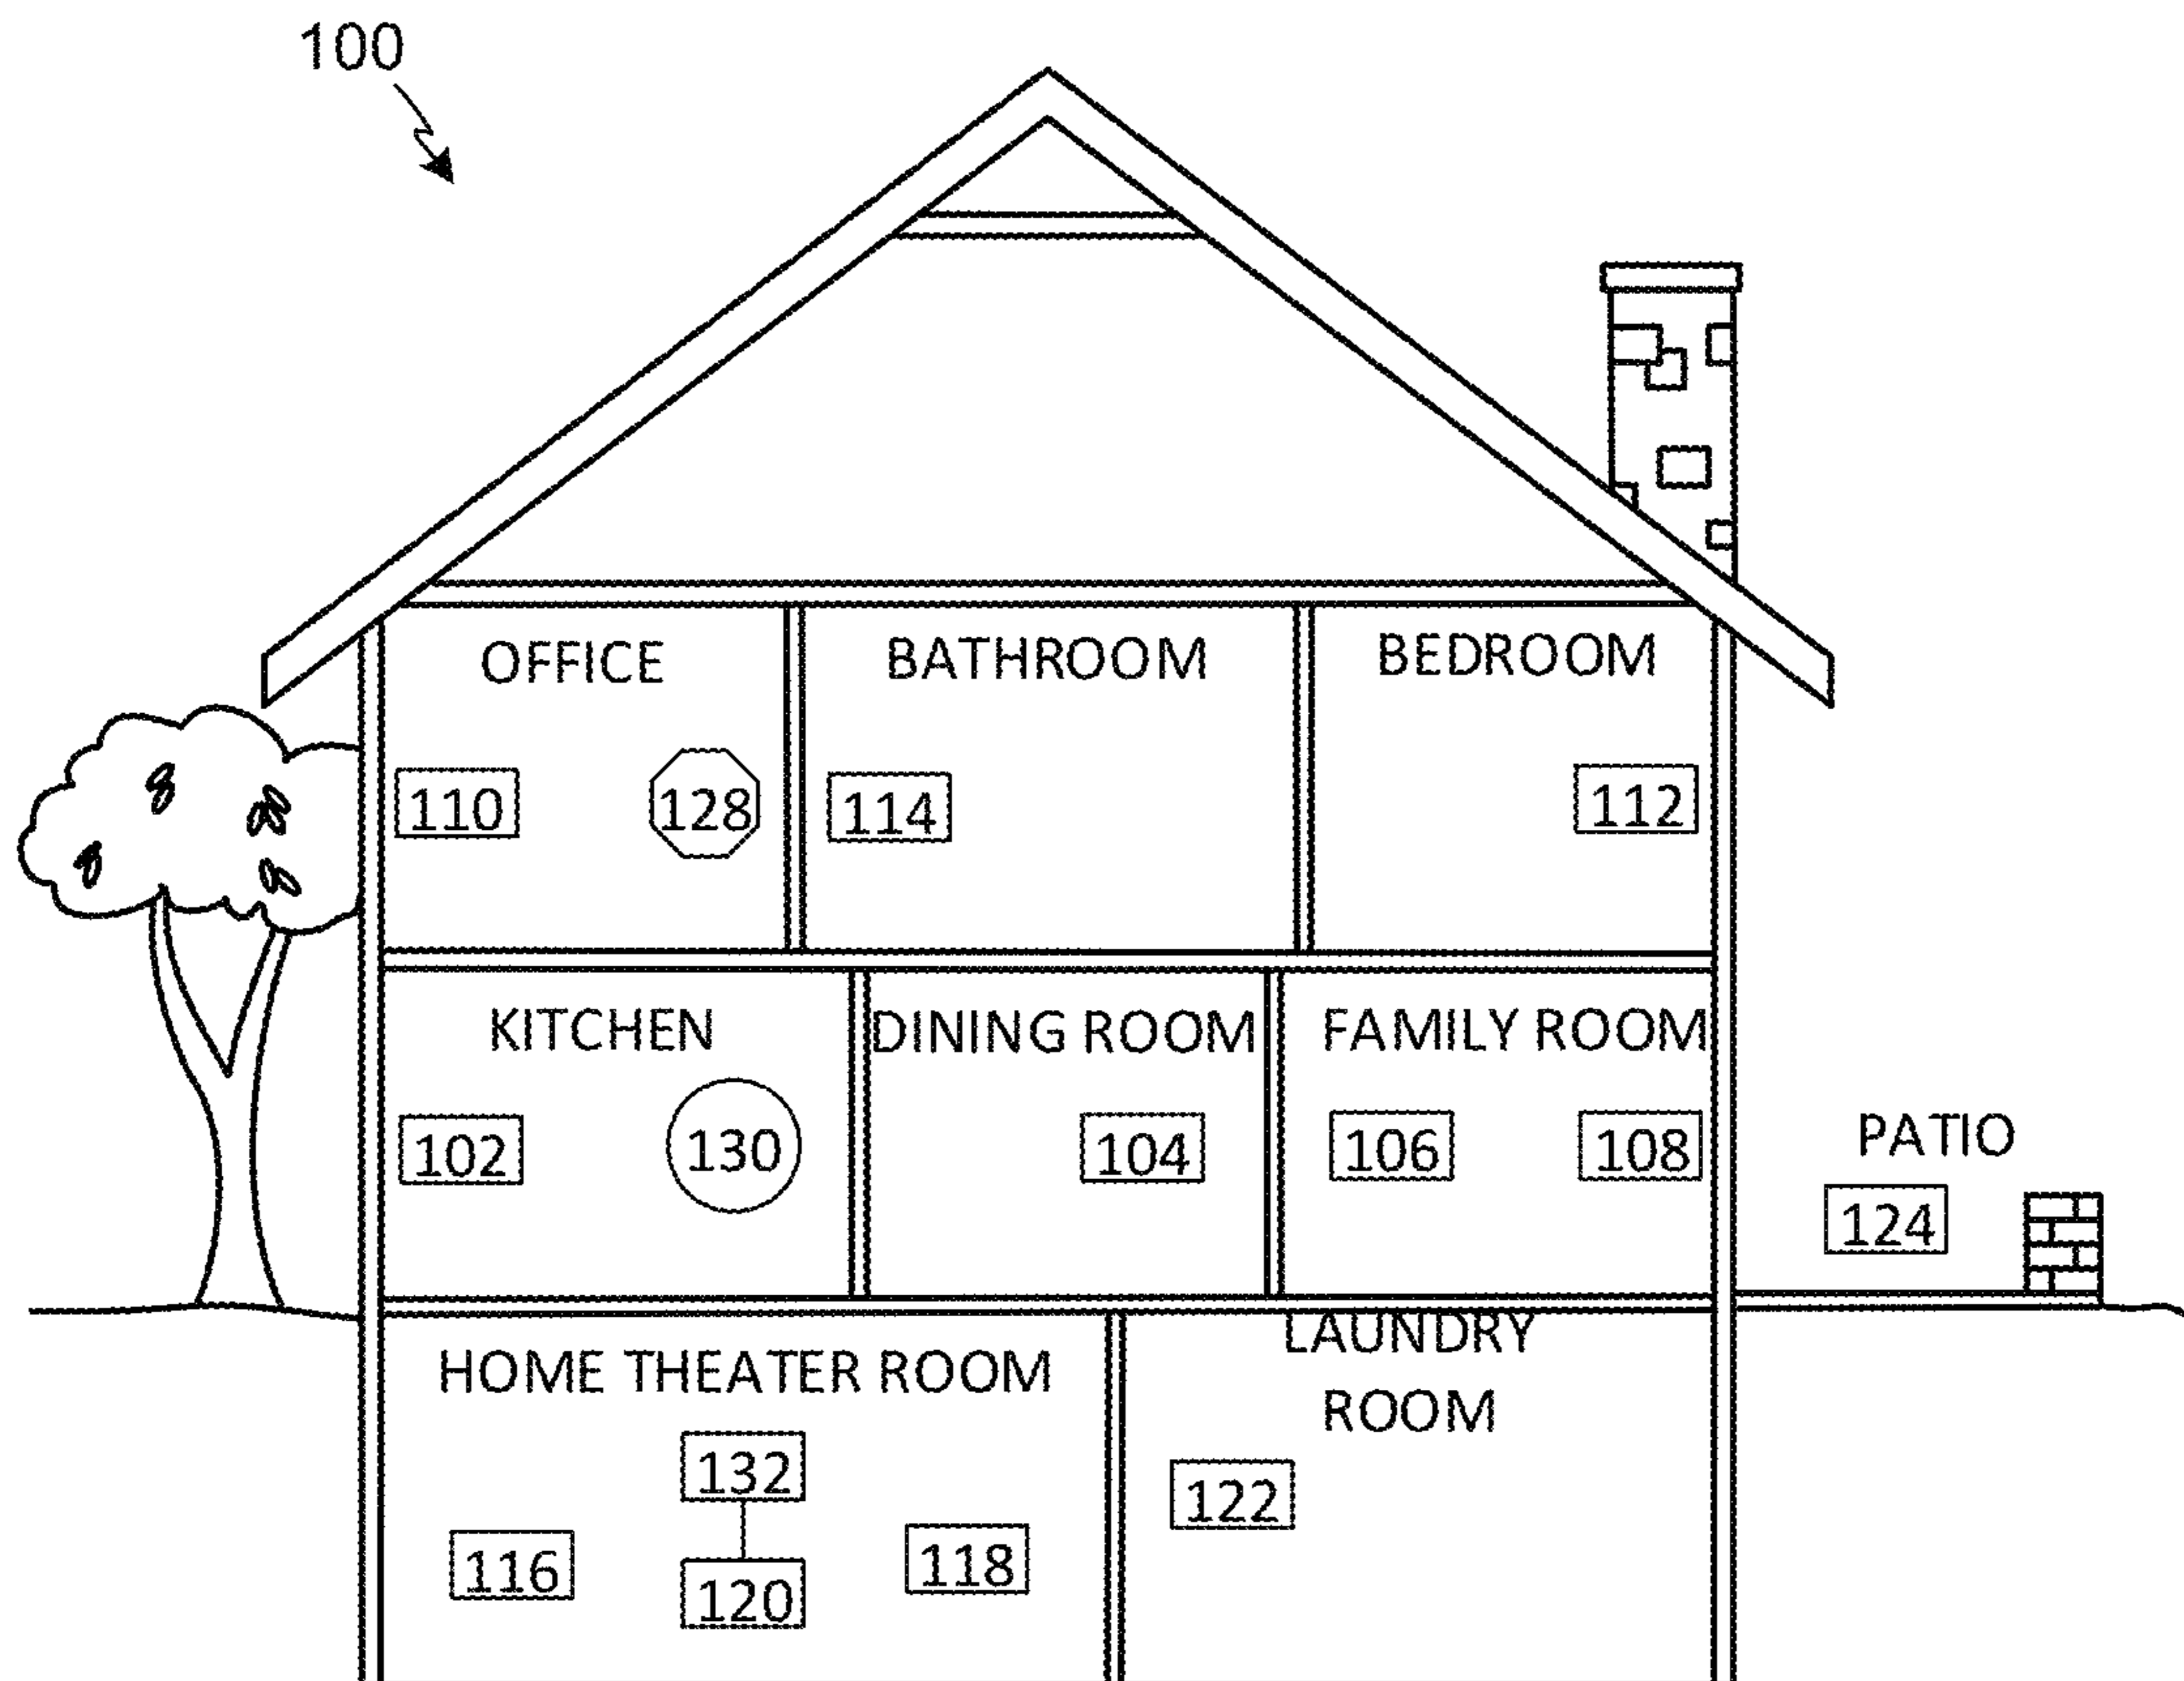 100
OFFICE
BATHROOM
BEDROOM
110
128
114
112
KITCHEN
DINING ROOM
FAMILY ROOM
102
130
104
106
108
PATIO
124
HOME THEATER ROOM
LAUNDRY
ROOM
132
116
120
118
122